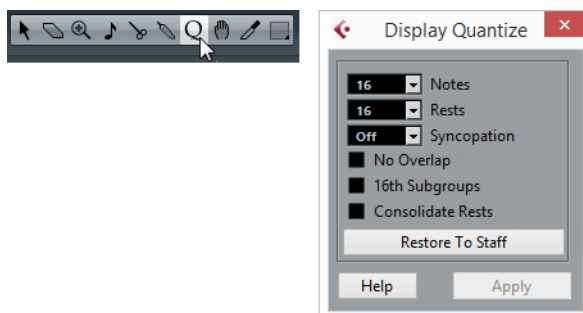 Q
Display Quantize
16 Notes
16 Rests
Off Syncopation
No Overlap
16th Subgroups
Consolidate Rests
Restore To Staff
Help Apply